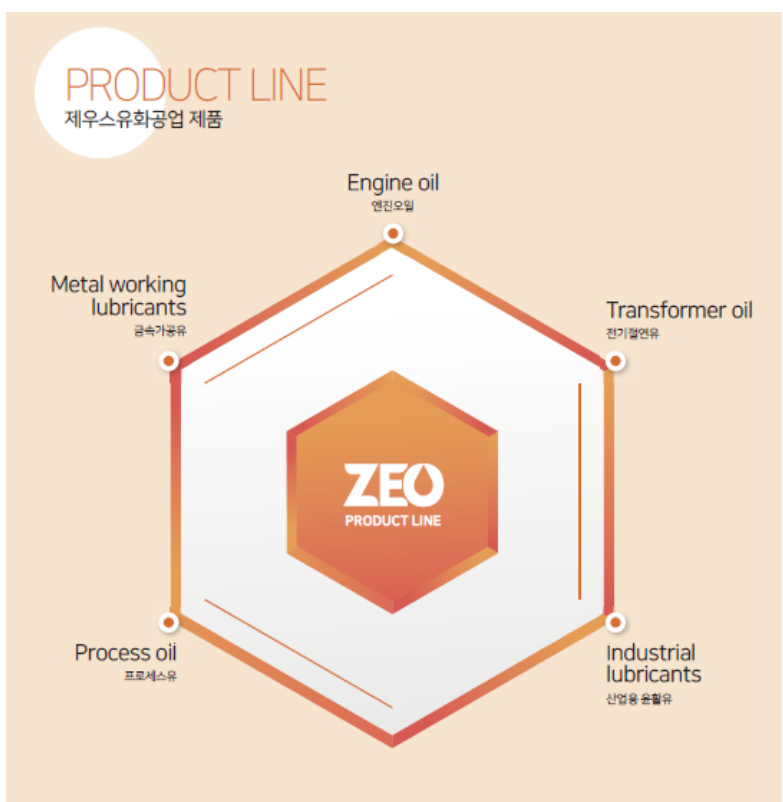 PRODUCT LINE
제우스유화공업 제품
Engine oil
엔진오일
Metal working
lubricants
금속가공유
Transformer oil
전기절연유
ZEO
PRODUCT LINE
Process oil
프로세스유
Industrial
lubricants
산업용 윤활유